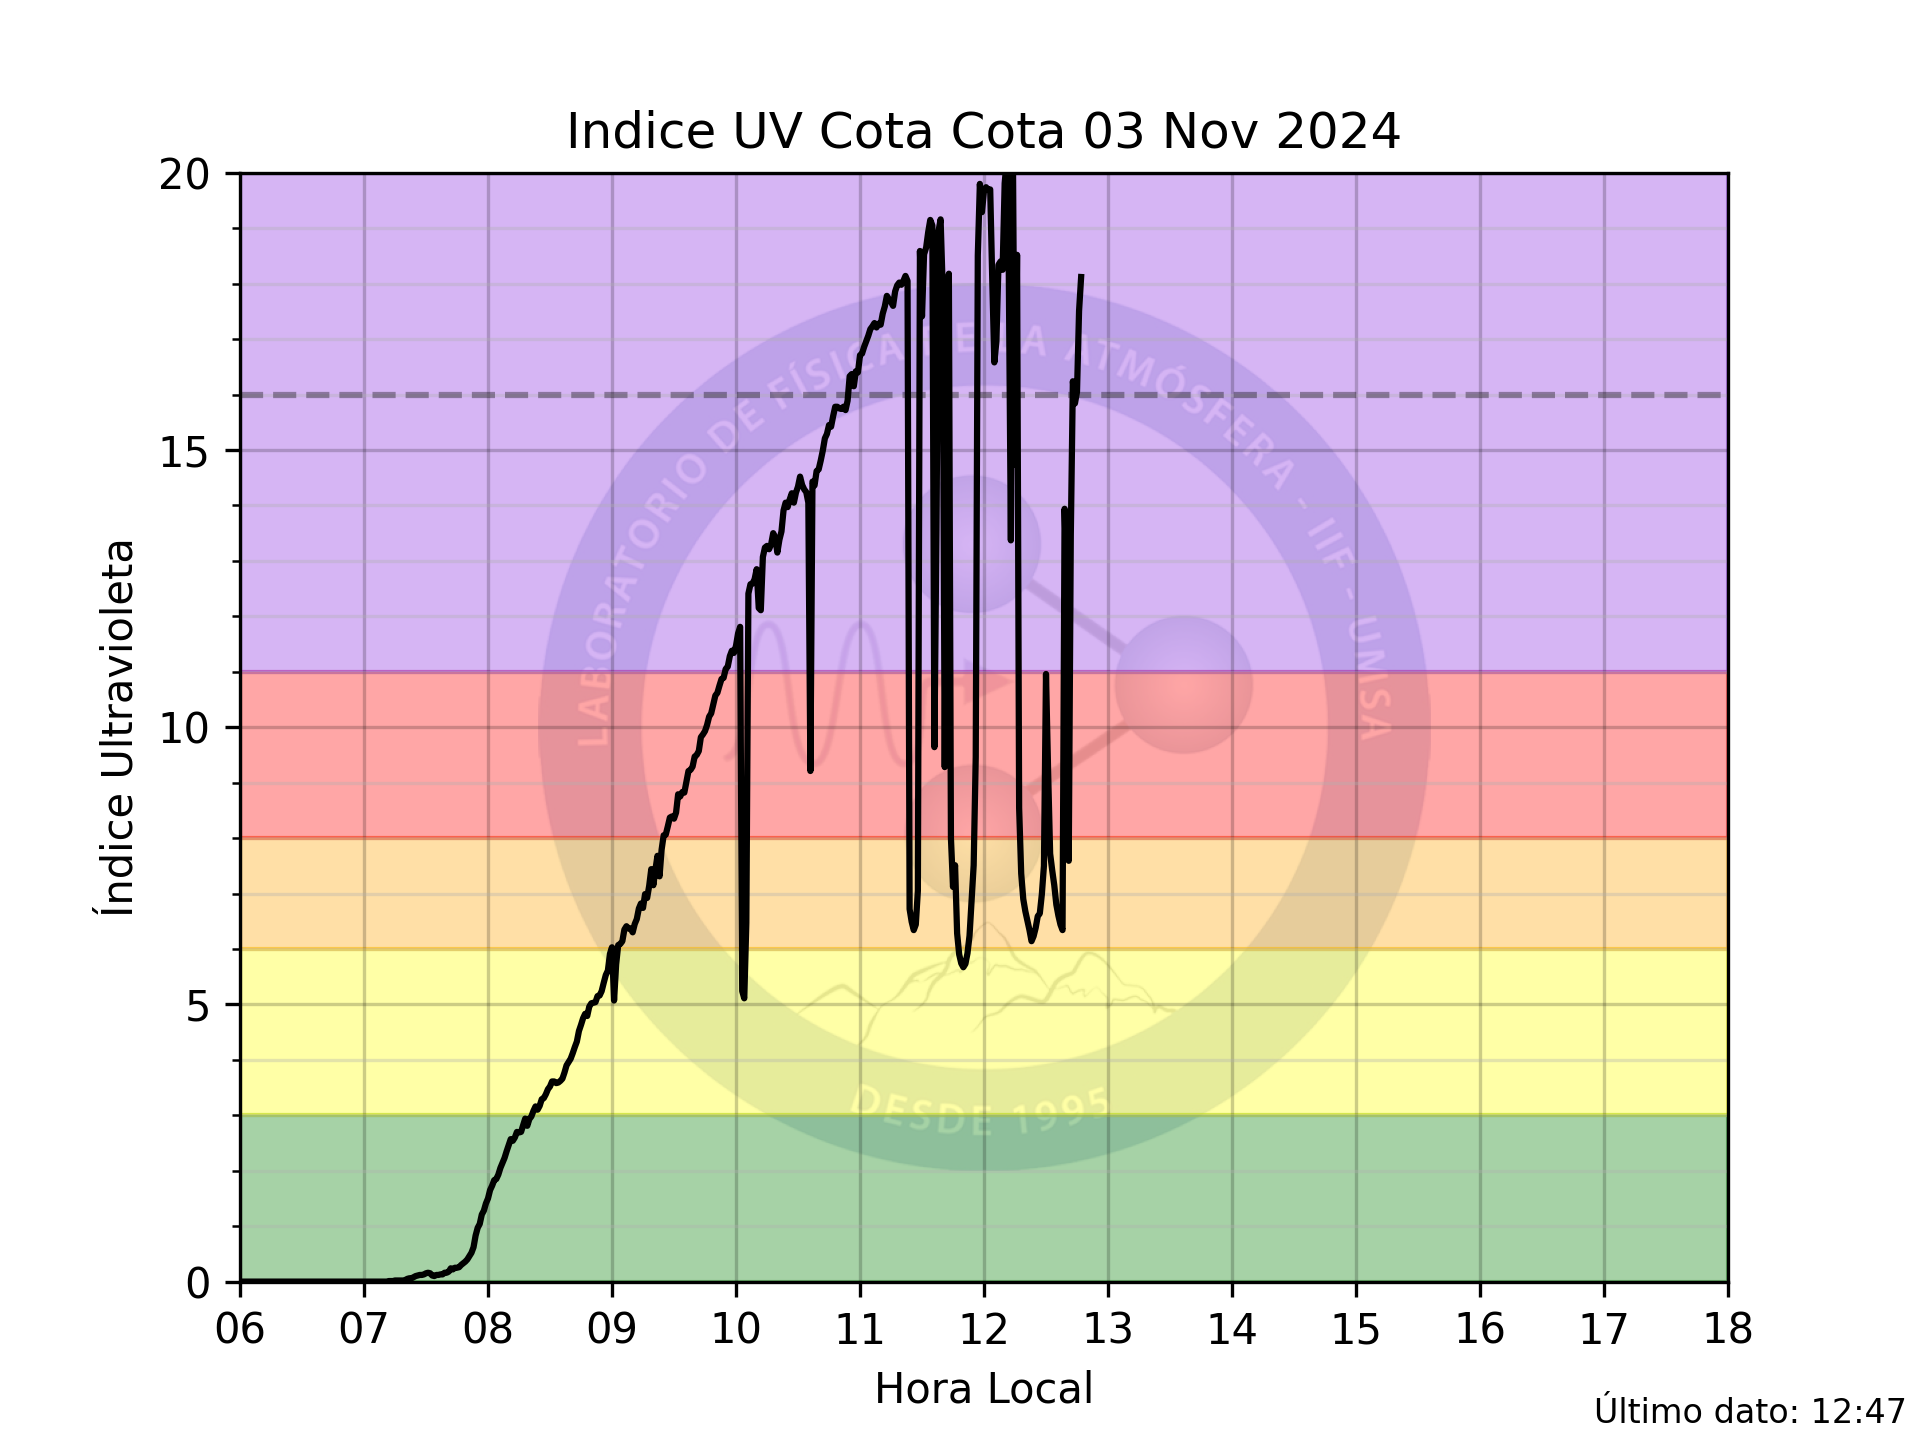 Indice UV Cota Cota 03 Nov 2024
20
15
10
5
0
Índice Ultravioleta
LABORATORIO DE FÍSICA DE LA ATMÓSFERA - IIF - UMSA
DESDE 1995
06 07 08 09 10 11 12 13 14 15 16 17 18
Hora Local
Último dato: 12:47